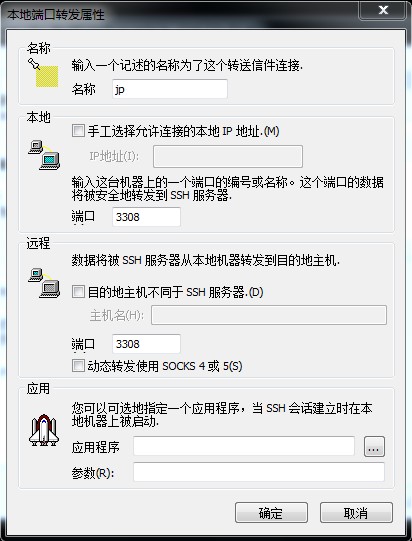 本地端口转发属性
名称
输入一个记述的名称为了这个转送信件连接.
名称 jp
本地
手工选择允许连接的本地 IP 地址.(M)
IP地址(I):
输入这台机器上的一个端口的编号或名称。这个端口的数据
将被安全地转发到 SSH 服务器.
端口 3308
远程
数据将被 SSH 服务器从本地机器转发到目的地主机.
目的地主机不同于 SSH 服务器.(D)
主机名(H):
端口 3308
动态转发使用 SOCKS 4 或 5(S)
应用
您可以可选地指定一个应用程序，当 SSH 会话建立时在本
地机器上被启动.
应用程序 ...
参数(R):
确定 取消